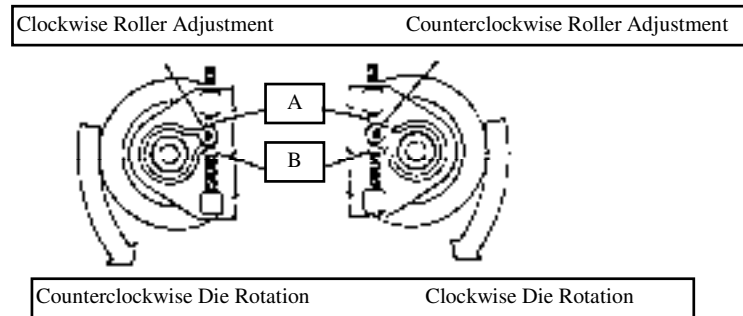 Clockwise Roller Adjustment Counterclockwise Roller Adjustment
A
B
Counterclockwise Die Rotation Clockwise Die Rotation